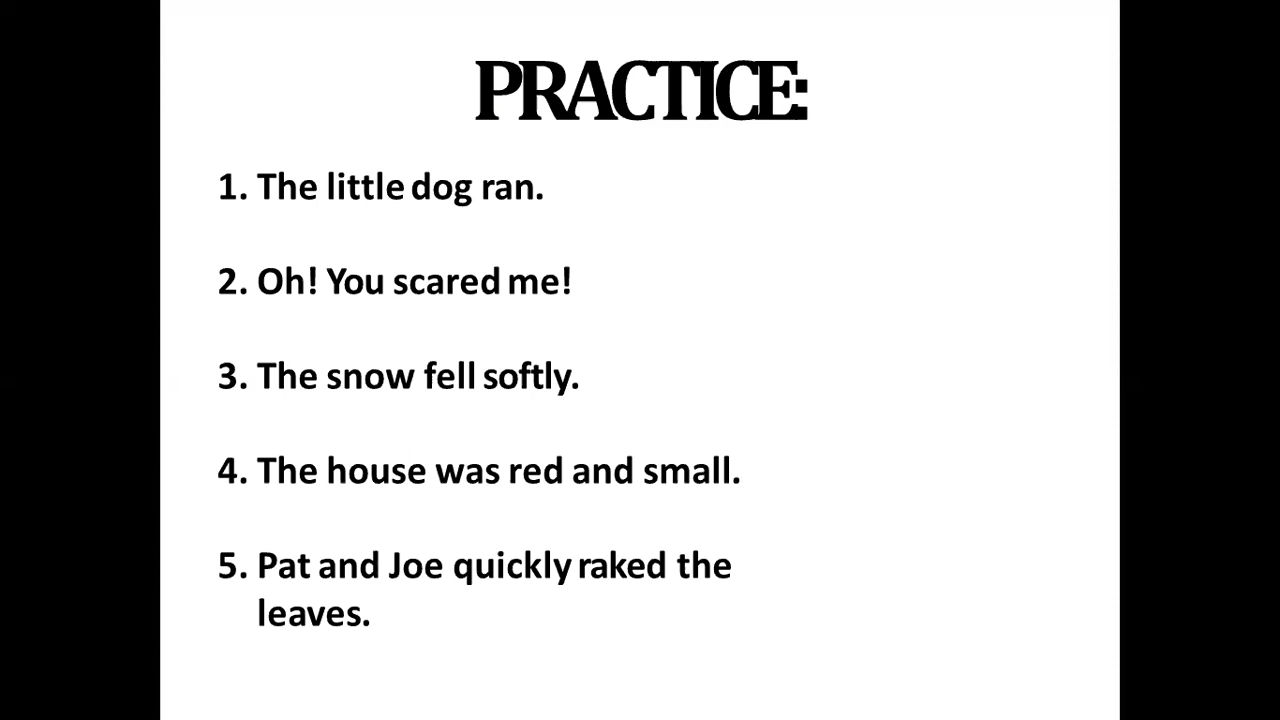 PRACTICE:
1. The little dog ran.
2. Oh! You scared me!
3. The snow fell softly.
4. The house was red and small.
5. Pat and Joe quickly raked the
leaves.